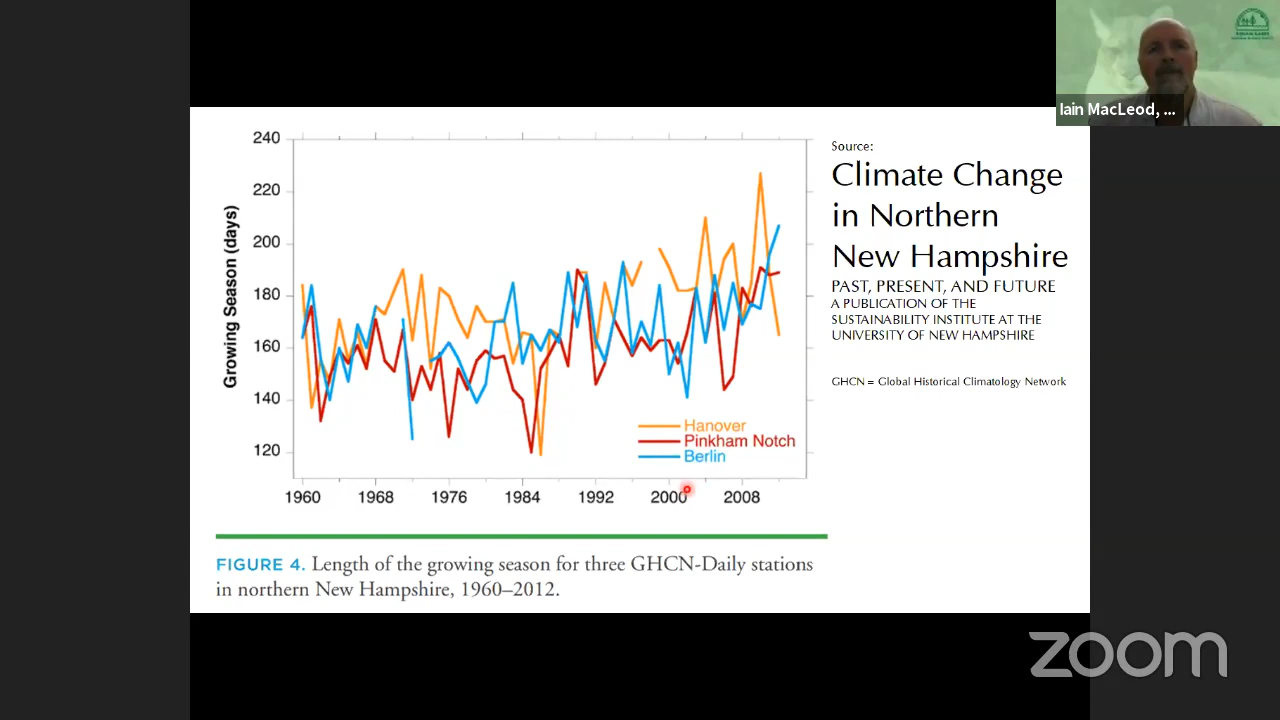 Iain MacLeod, ...
240
220
200
180
160
140
120
Growing Season (days)
Hanover
Pinkham Notch
Berlin
1960 1968 1976 1984 1992 2000 2008
Source:
Climate Change
in Northern
New Hampshire
PAST, PRESENT, AND FUTURE
A PUBLICATION OF THE
SUSTAINABILITY INSTITUTE AT THE
UNIVERSITY OF NEW HAMPSHIRE
GHCN = Global Historical Climatology Network
FIGURE 4. Length of the growing season for three GHCN-Daily stations
in northern New Hampshire, 1960–2012.
zoom